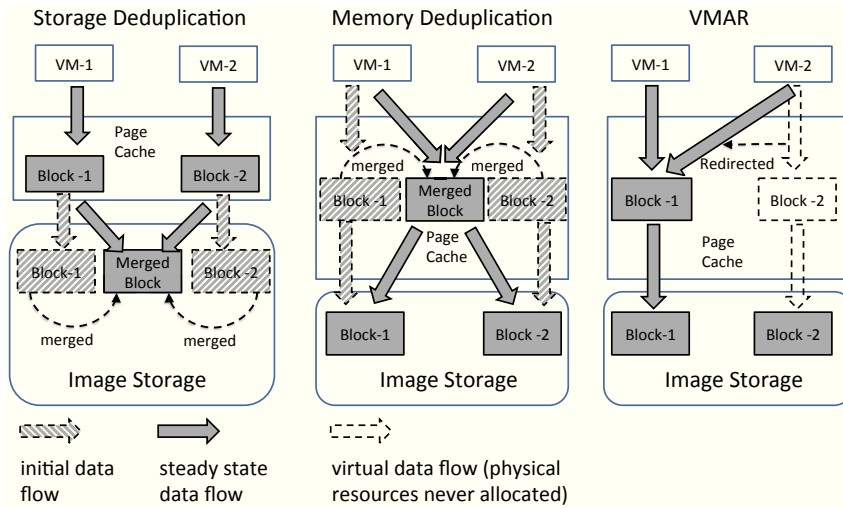 Storage Deduplication
VM-1
VM-2
Page
Cache
Block -1
Block -2
Block-1
Merged
Block
Block -2
merged
merged
Image Storage
Memory Deduplication
VM-1
VM-2
merged
merged
Block -1
Merged
Block
Block -2
Page
Cache
Block-1
Block -2
Image Storage
VMAR
VM-1
VM-2
Redirected
Block -1
Block -2
Page
Cache
Block-1
Block -2
Image Storage
initial data
flow
steady state
data flow
virtual data flow (physical
resources never allocated)